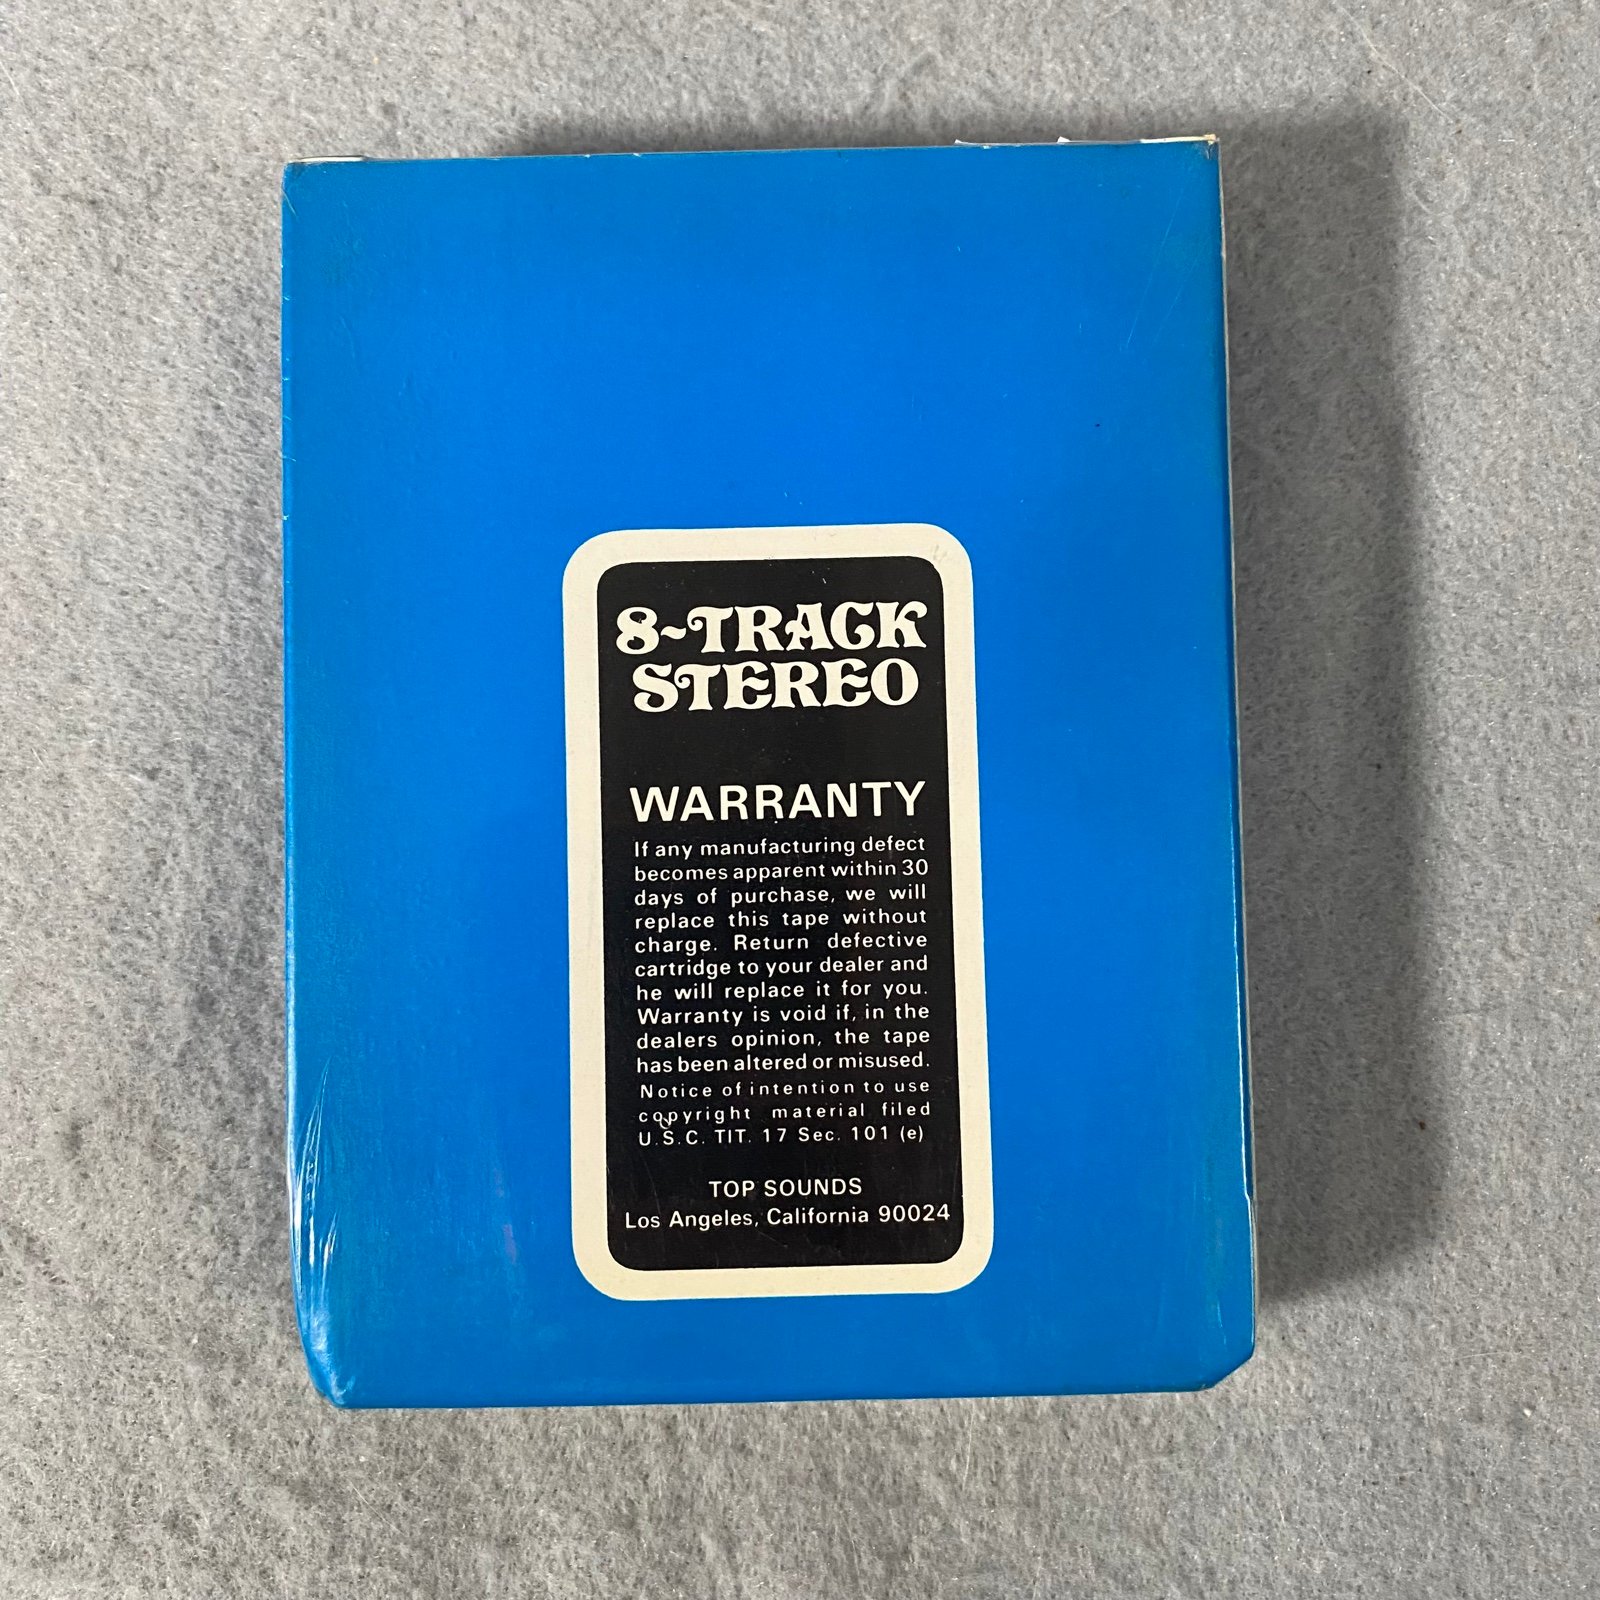 8-TRACK
STEREO
WARRANTY
If any manufacturing defect
becomes apparent within 30
days of purchase, we will
replace this tape without
charge. Return defective
cartridge to your dealer and
he will replace it for you.
Warranty is void if, in the
dealers opinion, the tape
has been altered or misused.
Notice of intention to use
copyright material filed
U.S.C. TIT. 17 Sec. 101 (e)
TOP SOUNDS
Los Angeles, California 90024